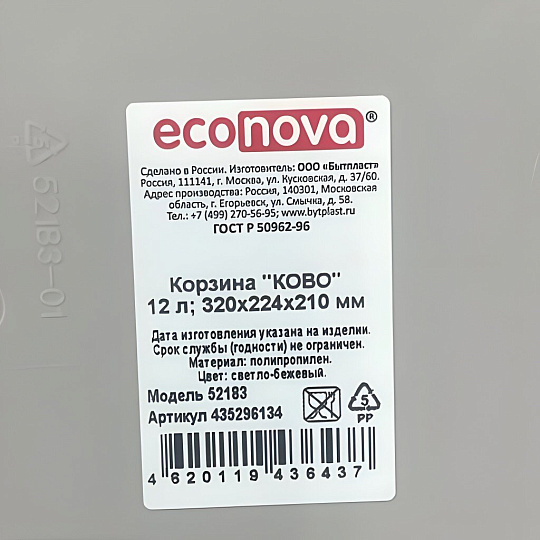 econova®
Сделано в России. Изготовитель: ООО «Бытпласт»
Россия, 111141, г. Москва, ул. Кусковская, д. 37/60.
Адрес производства: Россия, 140301, Московская
область, г. Егорьевск, ул. Смычка, д. 58.
Тел.: +7 (499) 270-56-95; www.bytplast.ru
ГОСТ Р 50962-96
Корзина "КОВО"
12 л; 320х224х210 мм
Дата изготовления указана на изделии.
Срок службы (годности) не ограничен.
Материал: полипропилен.
Цвет: светло-бежевый.
Модель 52183
Артикул 435296134
5
PP
4 620119 436437
5 52183-01